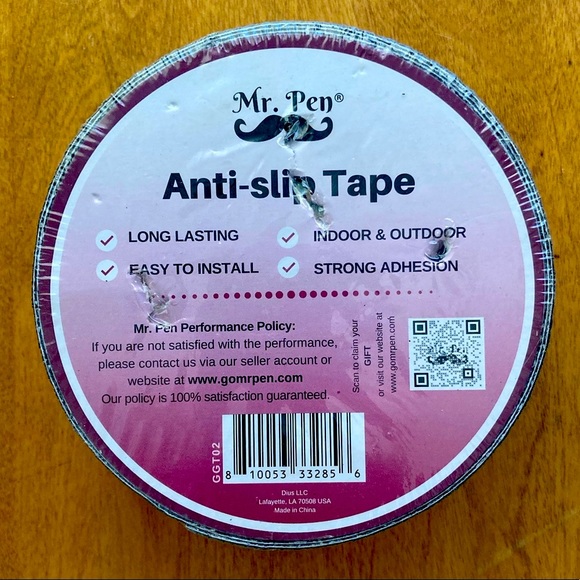 Mr. Pen®
Anti-slip Tape
LONG LASTING
INDOOR & OUTDOOR
EASY TO INSTALL
STRONG ADHESION
Mr. Pen Performance Policy:
If you are not satisfied with the performance,
please contact us via our seller account or
website at www.gomrpen.com
Our policy is 100% satisfaction guaranteed.
Scan to claim your
GIFT
or visit our website at
www.gomrpen.com
GGT02
8 10053 33285 6
Dius LLC
Lafayette, LA 70508 USA
Made in China